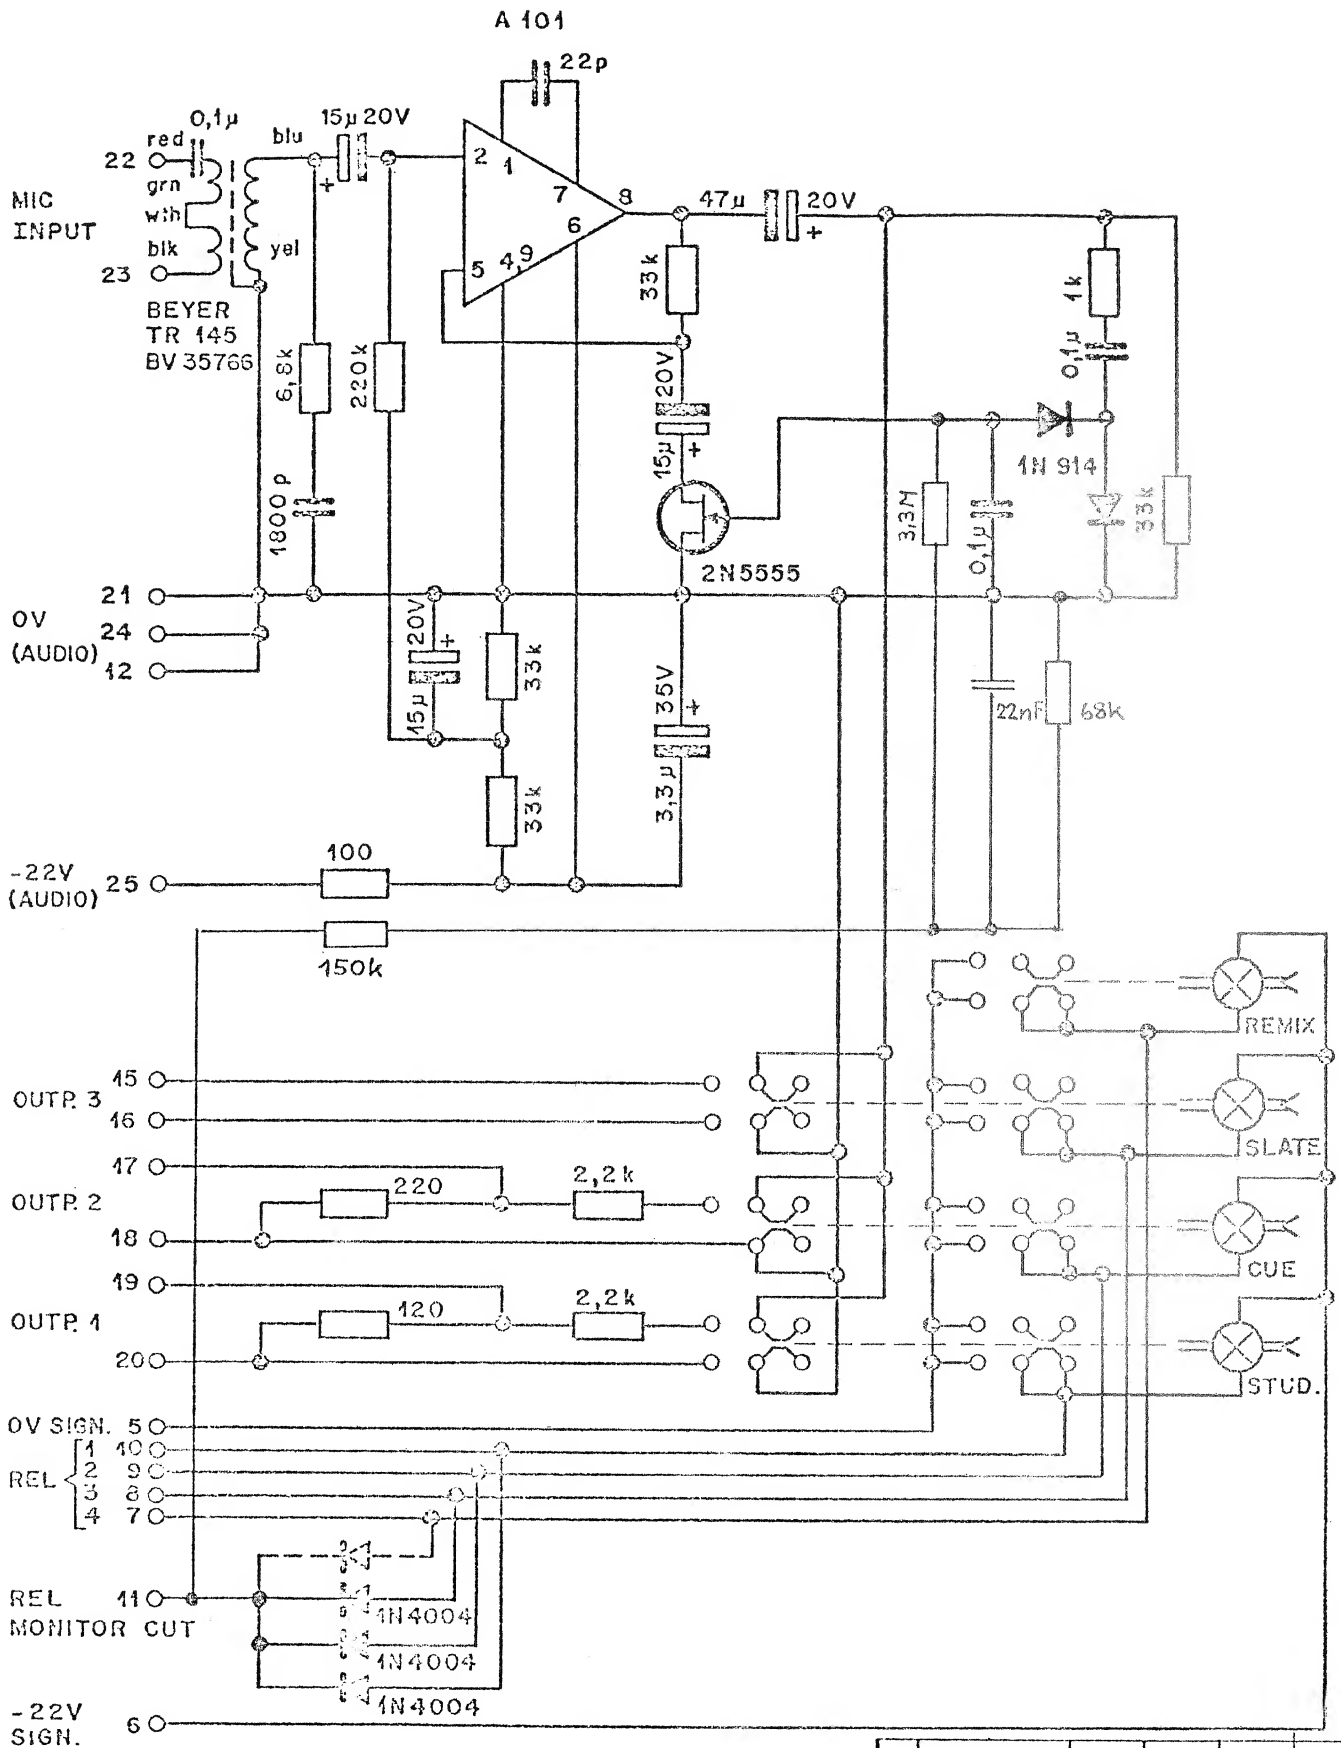 A 101
22p
0,1µ
15µ 20V
red
blu
22
2
1
grn
7
8
MIC
INPUT
wth
6
47µ
20V
+
+
blk
yel
5
4,9
33k
1k
23
BEYER
TR 145
BV 35766
6,8k
220k
20V
0,1µ
15µ
+
1N 914
1800p
3,3M
0,1µ
33k
2N5555
21
0V
(AUDIO)
24
12
20V
+
15µ
33k
35V
+
22nF
68k
33k
3,3µ
-22V
(AUDIO)
25
100
150k
REMIX
15
OUTP. 3
16
SLATE
17
OUTP. 2
220
2,2k
18
CUE
19
OUTP. 1
120
2,2k
20
STUD.
0V SIGN. 5
REL
1 10
2 9
3 8
4 7
REL 11
MONITOR CUT
1N4004
1N4004
1N4004
-22V
SIGN.
6